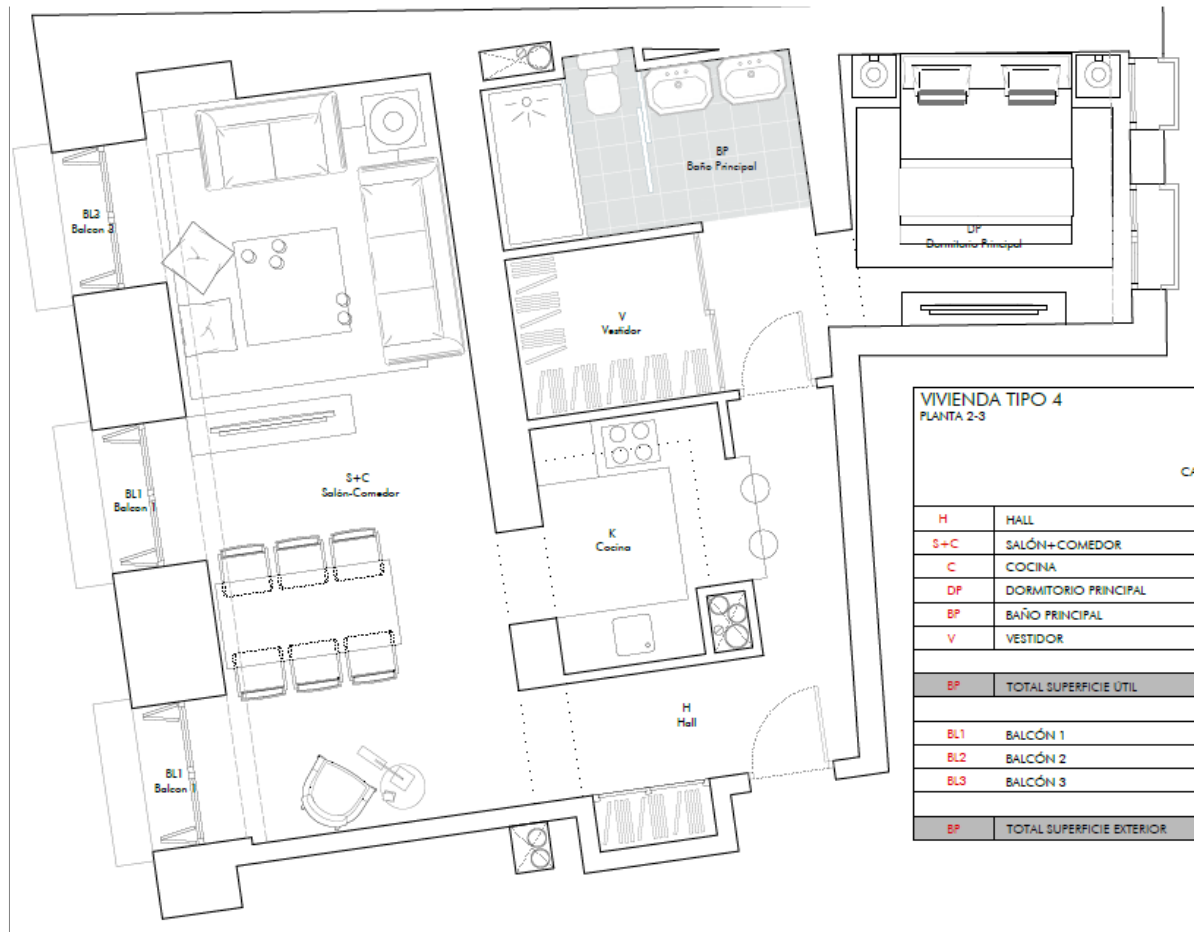 BP
Baño Principal
BL3
Balcon 3
DP
Dormitorio Principal
V
Vestidor
VIVIENDA TIPO 4
PLANTA 2-3
CA
S+C
Salón-Comedor
BL1
Balcon 1
K
Cocina
H
Hall
BL1
Balcon 1
H HALL
S+C SALÓN+COMEDOR
C COCINA
DP DORMITORIO PRINCIPAL
BP BAÑO PRINCIPAL
V VESTIDOR
BP TOTAL SUPERFICIE ÚTIL
BL1 BALCÓN 1
BL2 BALCÓN 2
BL3 BALCÓN 3
BP TOTAL SUPERFICIE EXTERIOR